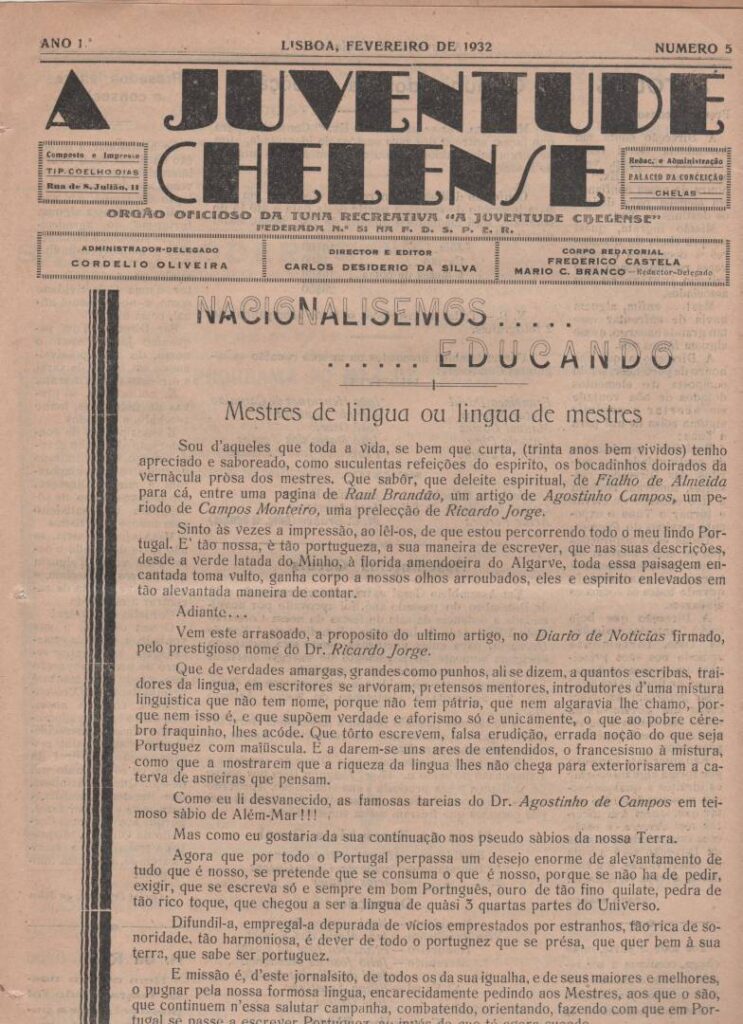 ANO 1.º
LISBOA, FEVEREIRO DE 1932
NUMERO 5
A JUVENTUDE
CHELENSE
Composto e Impresso
TIP. COELHO DIAS
Rua de S. Julião, 11
Redac. e Administração
PALACIO DA CONCEIÇÃO
CHELAS
ORGÃO OFICIOSO DA TUNA RECREATIVA "A JUVENTUDE CHELENSE"
FEDERADA N.º 51 NA F. D. S. P. E. R.
ADMINISTRADOR-DELEGADO
CORDELIO OLIVEIRA
DIRECTOR E EDITOR
CARLOS DESIDERIO DA SILVA
CORPO REDATORIAL
FREDERICO CASTELA
MARIO C. BRANCO—Redactor-Delegado
NACIONALISEMOS.....
...... EDUCANDO
Mestres de lingua ou lingua de mestres
Sou d'aqueles que toda a vida, se bem que curta, (trinta anos bem vividos) tenho
apreciado e saboreado, como suculentas refeições do espirito, os bocadinhos doirados da
vernàcula pròsa dos mestres. Que sabôr, que deleite espiritual, de Fialho de Almeida
para cá, entre uma pagina de Raul Brandão, um artigo de Agostinho Campos, um pe-
riodo de Campos Monteiro, uma prelecção de Ricardo Jorge.
Sinto às vezes a impressão, ao lêl-os, de que estou percorrendo todo o meu lindo Por-
tugal. E' tão nossa, è tão portugueza, a sua maneira de escrever, que nas suas descrições,
desde a verde latada do Minho, à florida amendoeira do Algarve, toda essa paisagem en-
cantada toma vulto, ganha corpo a nossos olhos arroubados, eles e espirito enlevados em
tão alevantada maneira de contar.
Adiante...
Vem este arrasoado, a proposito do ultimo artigo, no Diario de Noticias firmado,
pelo prestigioso nome do Dr. Ricardo Jorge.
Que de verdades amargas, grandes como punhos, ali se dizem, a quantos escribas, trai-
dores da lingua, em escritores se arvoram, pretensos mentores, introdutores d'uma mistura
linguistica que não tem nome, porque não tem pátria, que nem algaravia lhe chamo, por-
que nem isso é, e que supõem verdade e aforismo só e unicamente, o que ao pobre cére-
bro fraquinho, lhes acóde. Que tôrto escrevem, falsa erudição, errada noção do que seja
Portuguez com maiúscula. E a darem-se uns ares de entendidos, o francesismo à mistura,
como que a mostrarem que a riqueza da lingua lhes não chega para exteriorisarem a ca-
terva de asneiras que pensam.
Como eu li desvanecido, as famosas tareias do Dr. Agostinho de Campos em tei-
moso sàbio de Além-Mar!!!
Mas como eu gostaria da sua continuação nos pseudo sàbios da nossa Terra.
Agora que por todo o Portugal perpassa um desejo enorme de alevantamento de
tudo que é nosso, se pretende que se consuma o que é nosso, porque se não ha de pedir,
exigir, que se escreva só e sempre em bom Portnguês, ouro de tão fino quilate, pedra de
tão rico toque, que chegou a ser a lingua de quàsi 3 quartas partes do Universo.
Difundil-a, empregal-a depurada de vícios emprestados por estranhos, tão rica de so-
noridade, tão harmoniosa, é dever de todo o portugnez que se présa, que quer bem à sua
terra, que sabe ser portuguez.
E missão é, d'este jornalsito, de todos os da sua igualha, e de seus maiores e melhores,
o pugnar pela nossa formosa lingua, encarecidamente pedindo aos Mestres, aos que o são,
que continuem n'essa salutar campanha, combatendo, orientando, fazendo com que em Por-
tugal se passe a escrever Portuguez